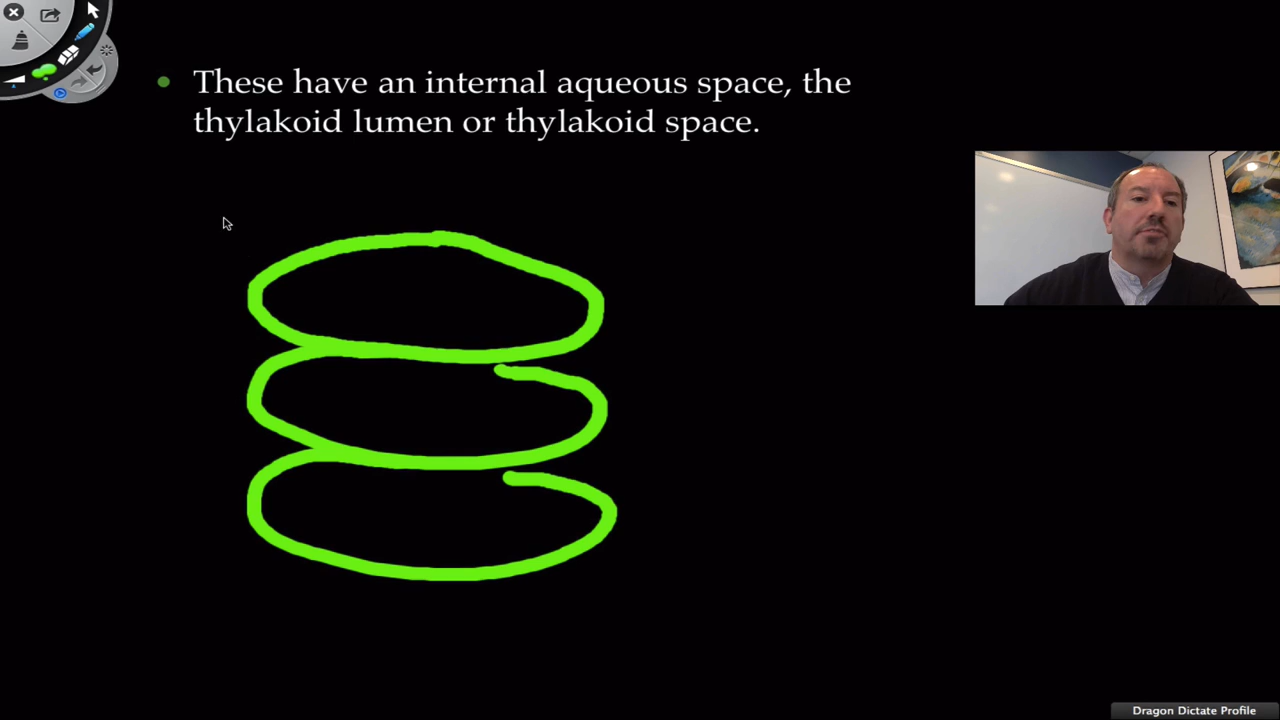 These have an internal aqueous space, the
thylakoid lumen or thylakoid space.
Dragon Dictate Profile